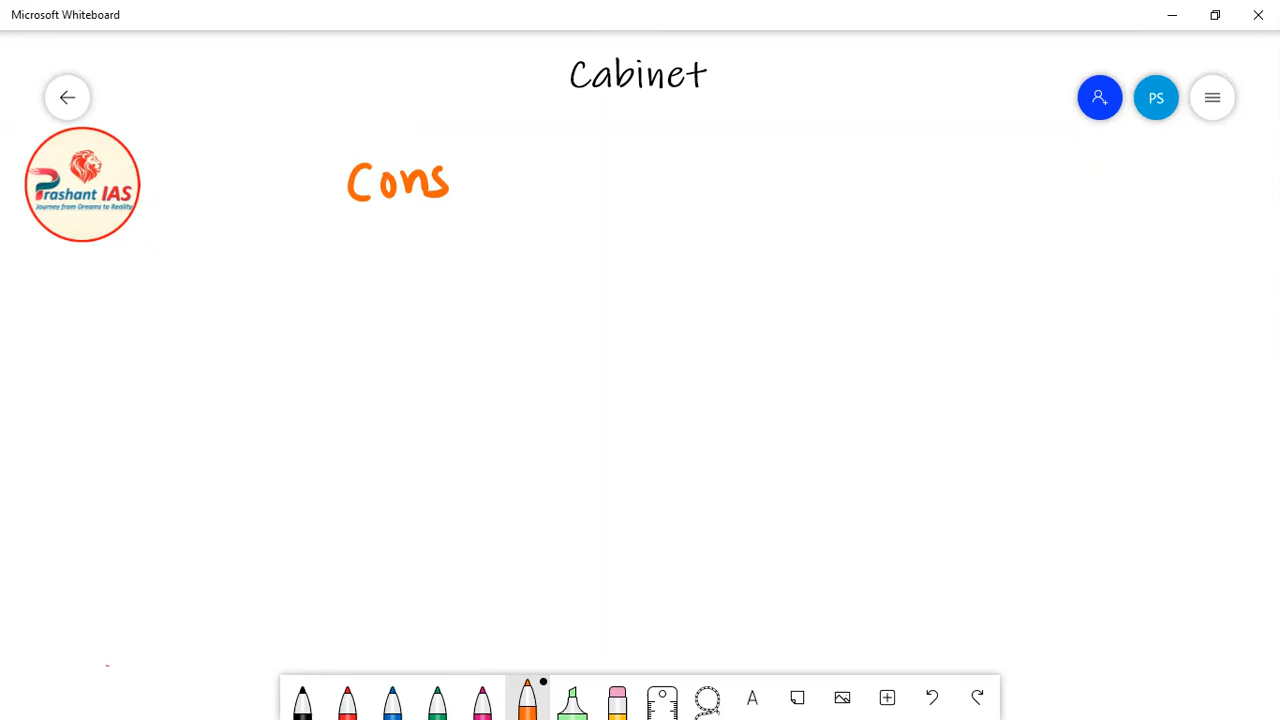 Microsoft Whiteboard
Cabinet
PS
Prashant IAS
Journey from Dreams to Reality
Cons
A